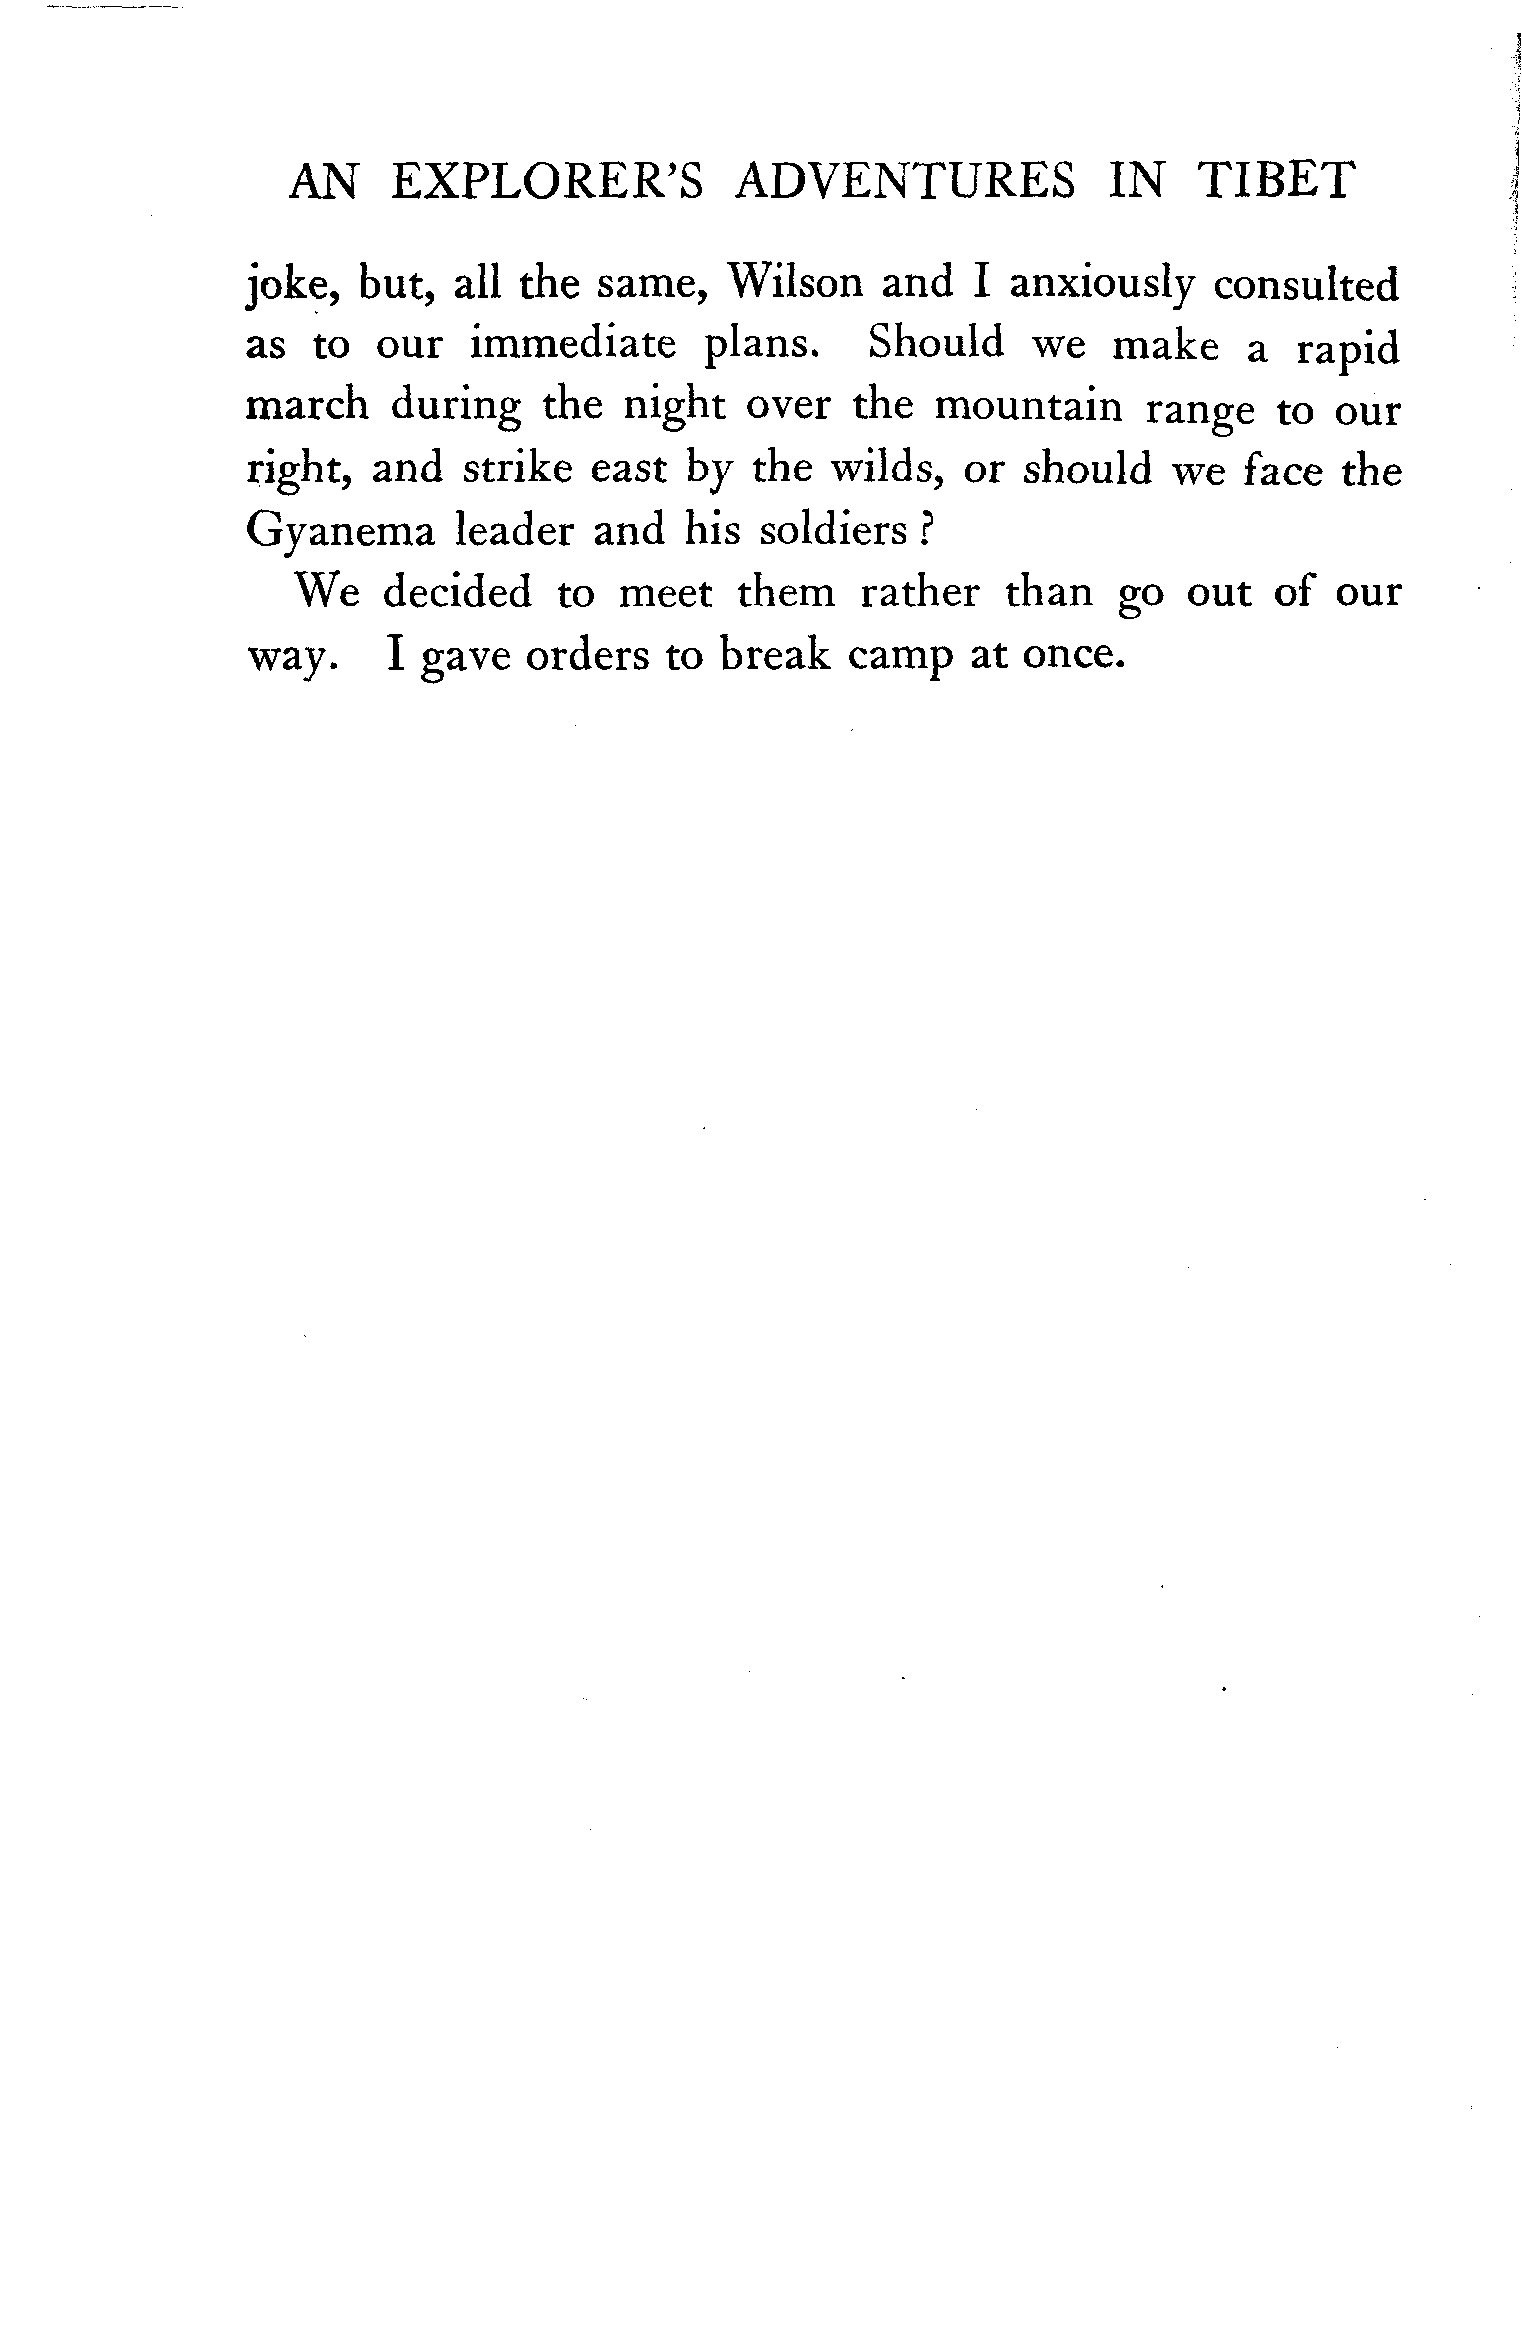 AN EXPLORER'S ADVENTURES IN TIBET
joke, but, all the same, Wilson and I anxiously consulted
as to our immediate plans. Should we make a rapid
march during the night over the mountain range to our
right, and strike east by the wilds, or should we face the
Gyanema leader and his soldiers ?
We decided to meet them rather than go out of our
way. I gave orders to break camp at once.